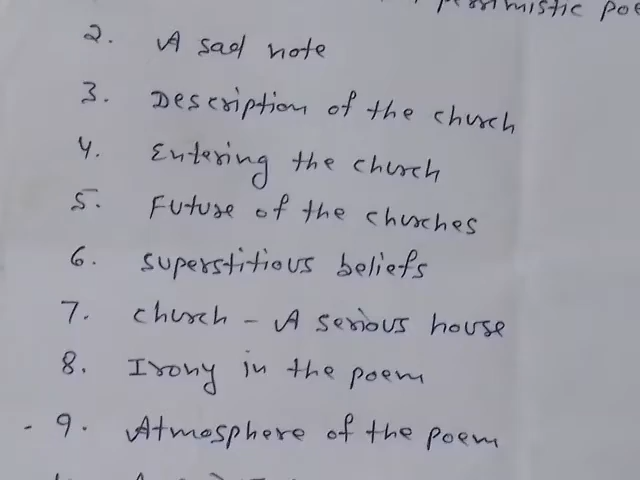 pessimistic
2. A sad note
3. Description of the church
4. Entering the church
5. Future of the churches
6. Superstitious beliefs
7. Church - A serious house
8. Irony in the poem
- 9. Atmosphere of the poem